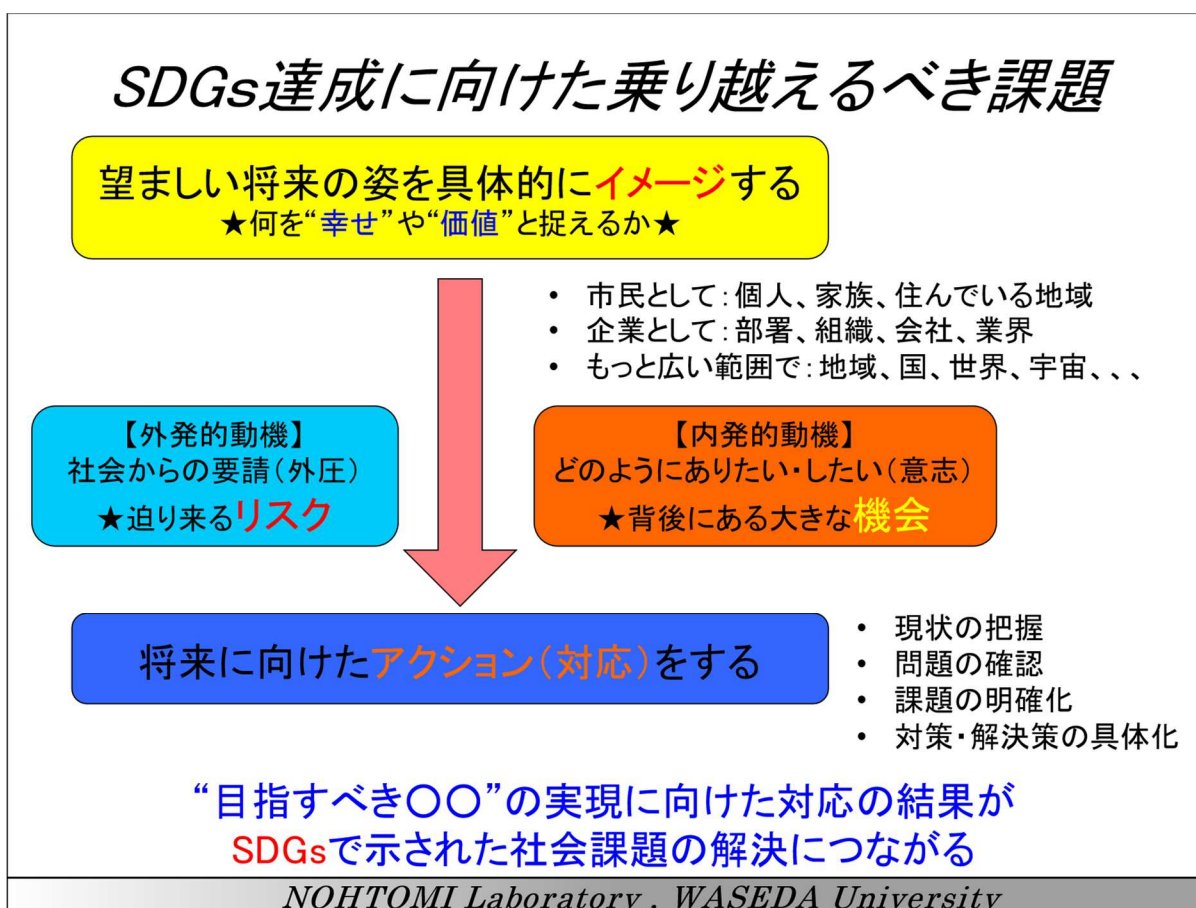 SDGs達成に向けた乗り越えるべき課題
望ましい将来の姿を具体的にイメージする
★何を“幸せ”や“価値”と捉えるか★
• 市民として:個人、家族、住んでいる地域
• 企業として:部署、組織、会社、業界
• もっと広い範囲で:地域、国、世界、宇宙、、、
【外発的動機】
社会からの要請(外圧)
★迫り来るリスク
【内発的動機】
どのようにありたい・したい(意志)
★背後にある大きな機会
将来に向けたアクション(対応)をする
• 現状の把握
• 問題の確認
• 課題の明確化
• 対策・解決策の具体化
“目指すべき〇〇”の実現に向けた対応の結果が
SDGsで示された社会課題の解決につながる
NOHTOMI Laboratory . WASEDA University